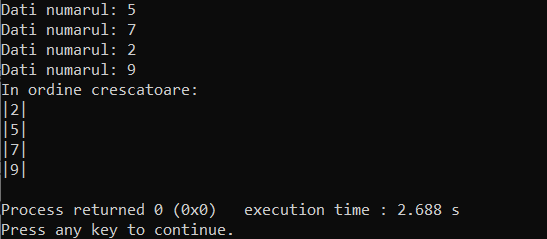 Dati numarul: 5
Dati numarul: 7
Dati numarul: 2
Dati numarul: 9
In ordine crescatoare:
|2|
|5|
|7|
|9|
Process returned 0 (0x0)   execution time : 2.688 s
Press any key to continue.